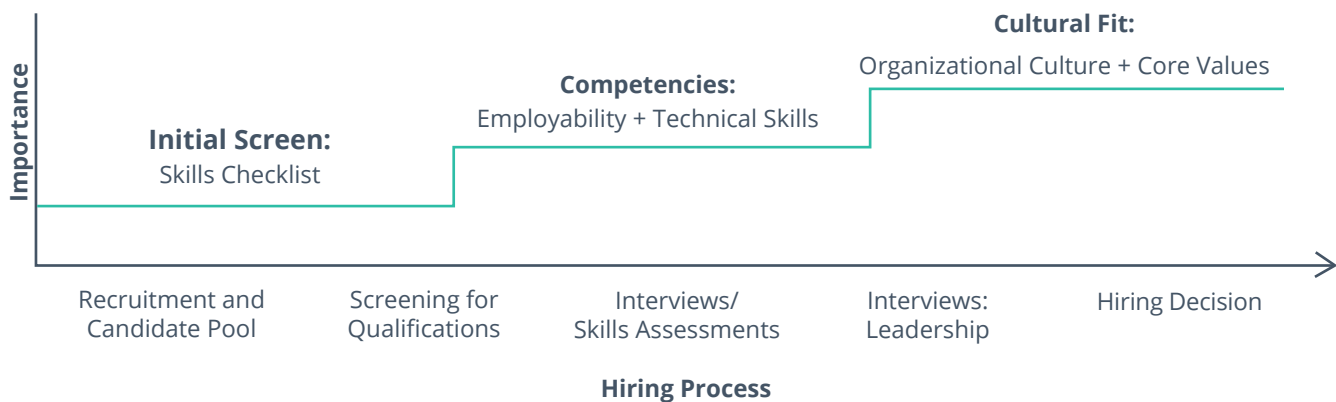 Cultural Fit:
Organizational Culture + Core Values
Competencies:
Employability + Technical Skills
Initial Screen:
Skills Checklist
Importance
Recruitment and
Candidate Pool
Screening for
Qualifications
Interviews/
Skills Assessments
Interviews:
Leadership
Hiring Decision
Hiring Process